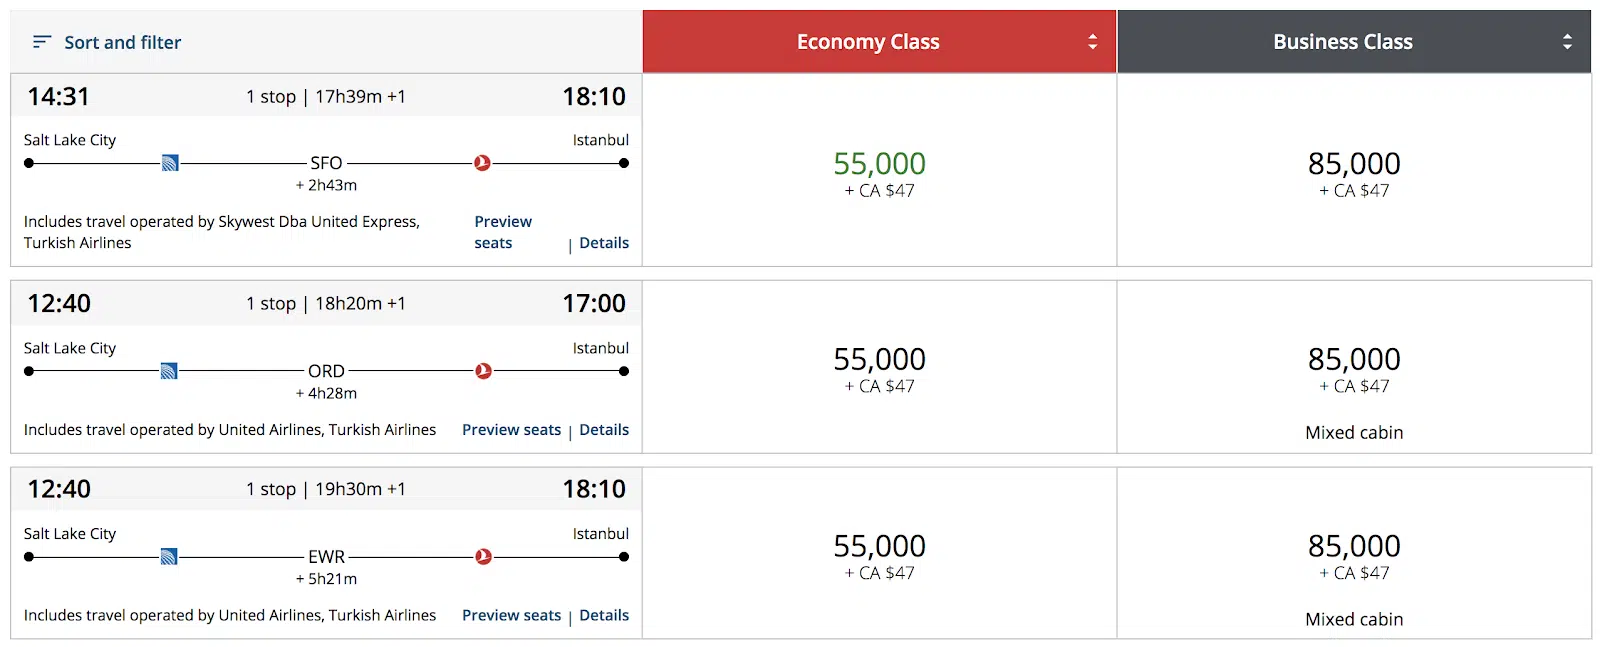 Sort and filter
Economy Class
Business Class
14:31
1 stop | 17h39m +1
18:10
Salt Lake City
Istanbul
SFO
+ 2h43m
Includes travel operated by Skywest Dba United Express,
Turkish Airlines
Preview
seats
| Details
55,000
+ CA $47
85,000
+ CA $47
12:40
1 stop | 18h20m +1
17:00
Salt Lake City
Istanbul
ORD
+ 4h28m
Includes travel operated by United Airlines, Turkish Airlines
Preview seats | Details
55,000
+ CA $47
85,000
+ CA $47
Mixed cabin
12:40
1 stop | 19h30m +1
18:10
Salt Lake City
Istanbul
EWR
+ 5h21m
Includes travel operated by United Airlines, Turkish Airlines
Preview seats | Details
55,000
+ CA $47
85,000
+ CA $47
Mixed cabin